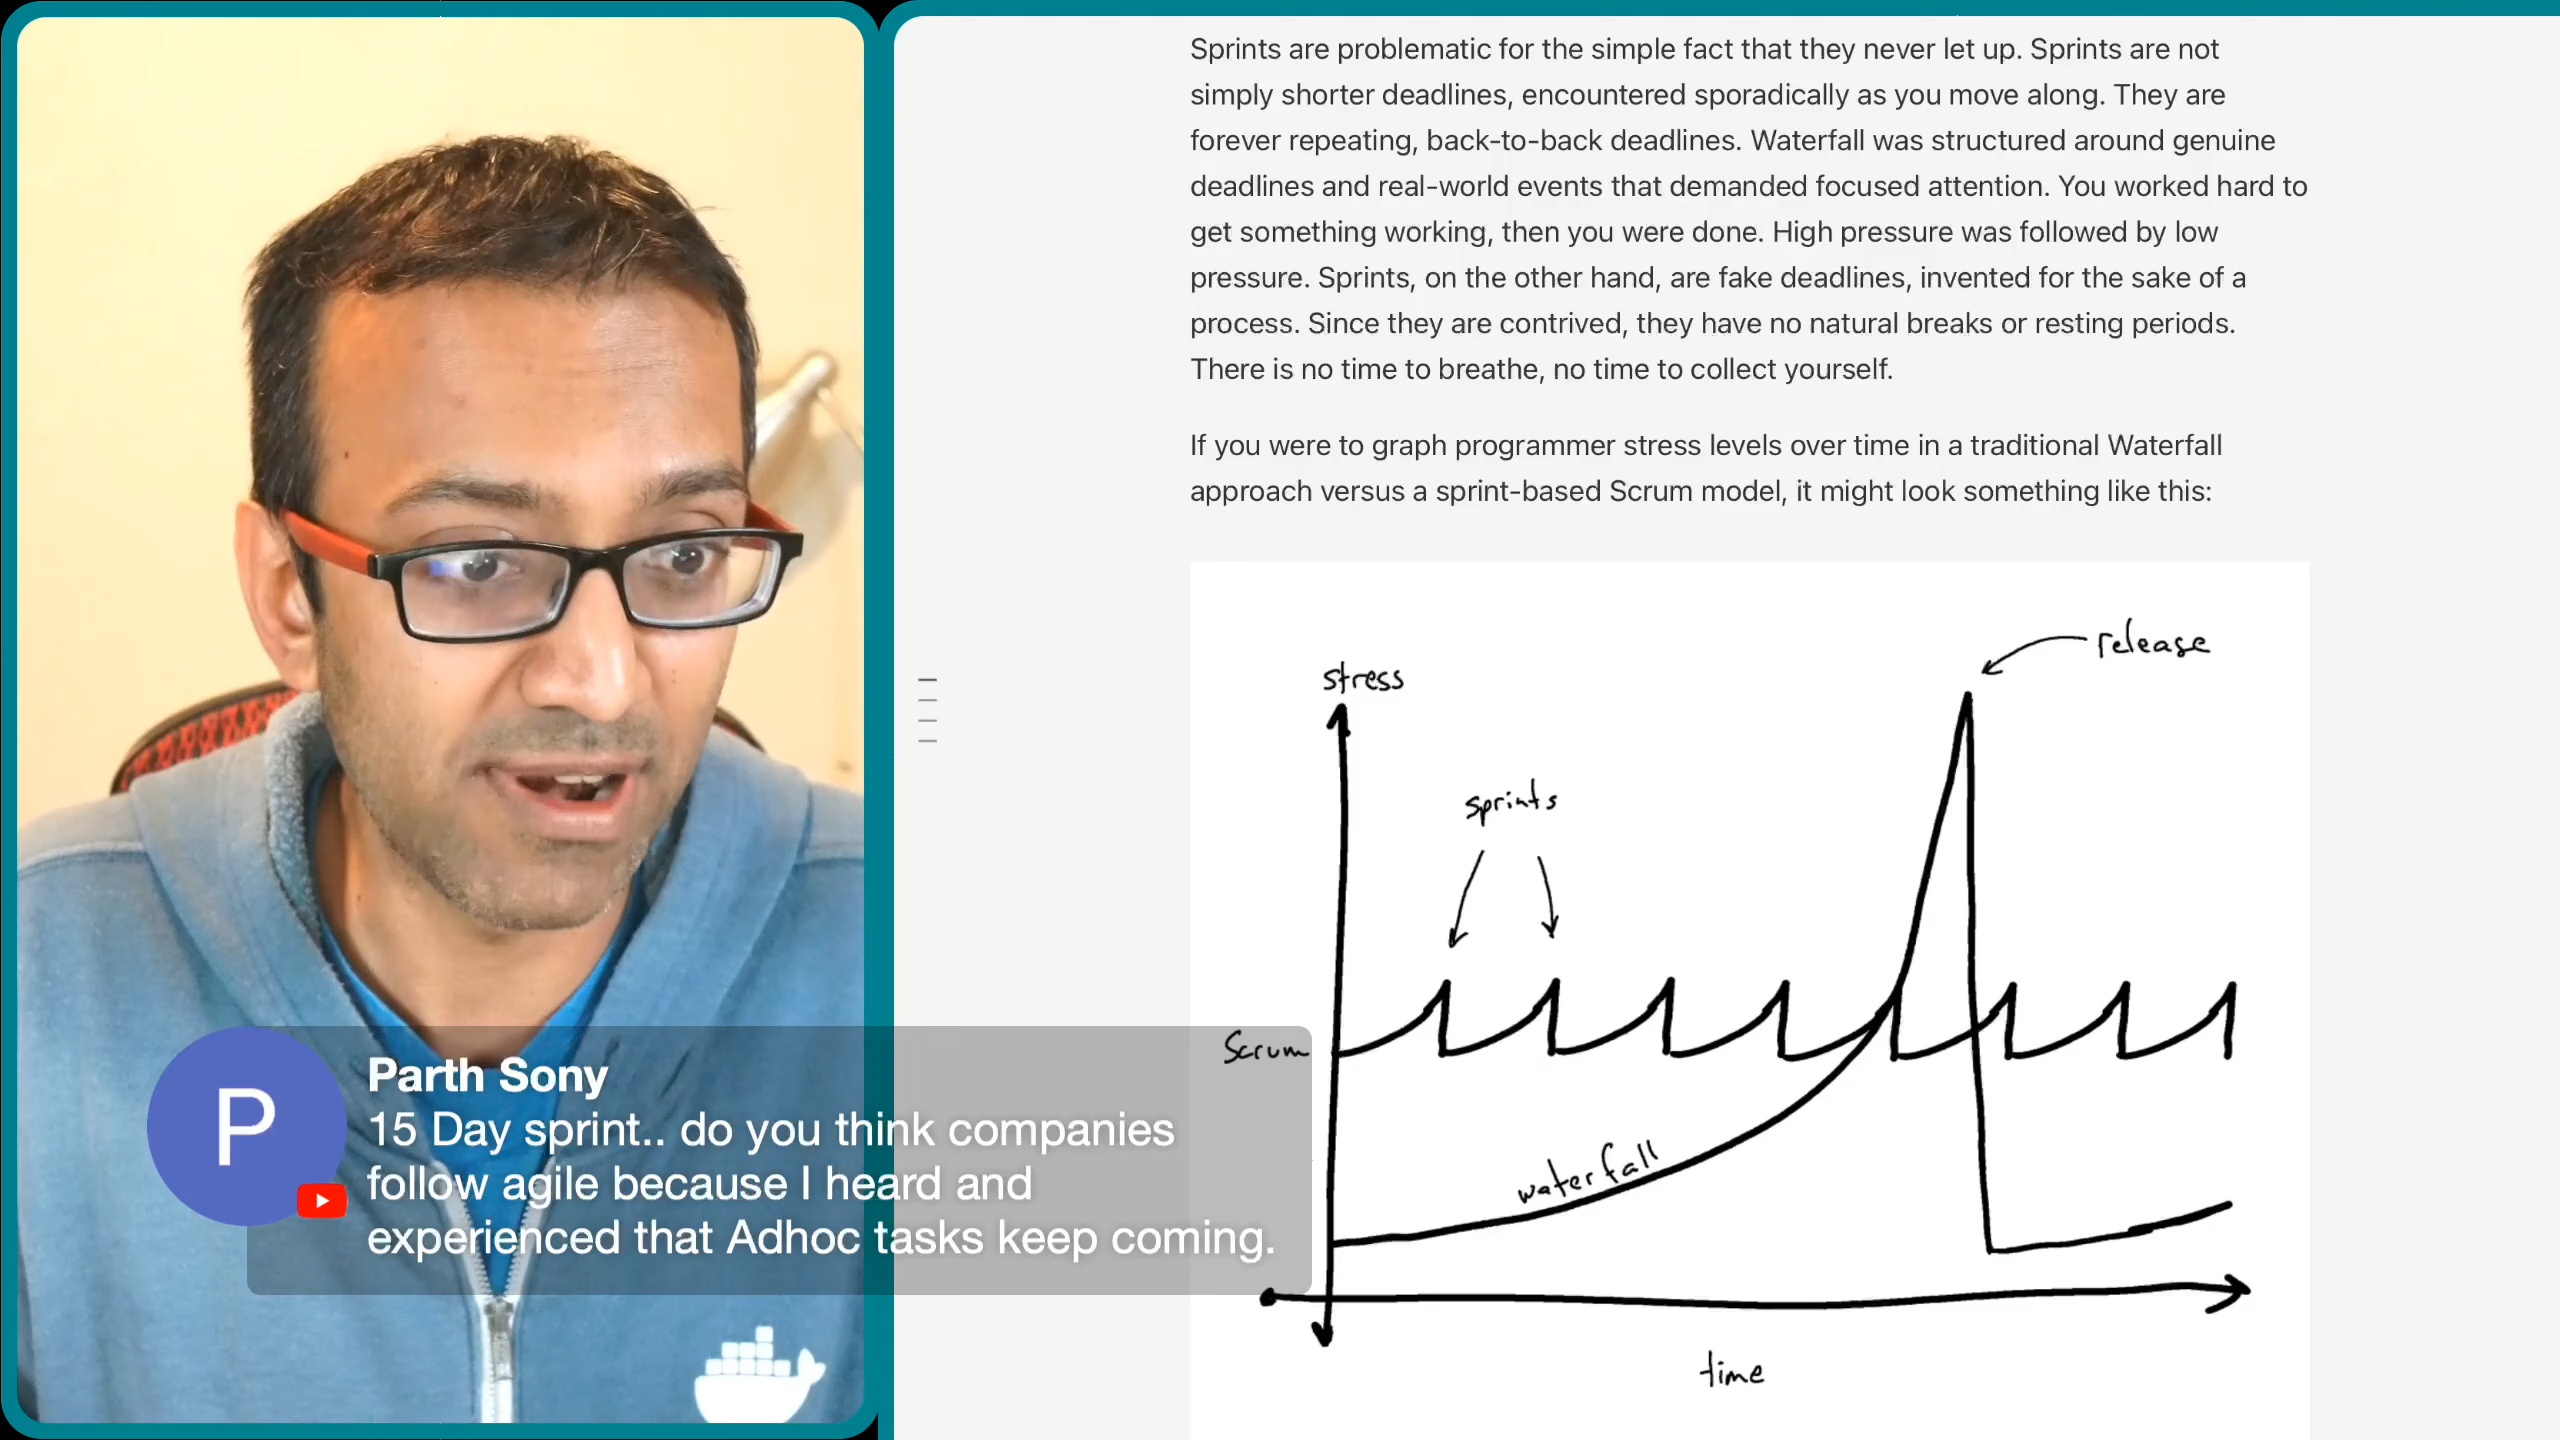 Sprints are problematic for the simple fact that they never let up. Sprints are not
simply shorter deadlines, encountered sporadically as you move along. They are
forever repeating, back-to-back deadlines. Waterfall was structured around genuine
deadlines and real-world events that demanded focused attention. You worked hard to
get something working, then you were done. High pressure was followed by low
pressure. Sprints, on the other hand, are fake deadlines, invented for the sake of a
process. Since they are contrived, they have no natural breaks or resting periods.
There is no time to breathe, no time to collect yourself.
If you were to graph programmer stress levels over time in a traditional Waterfall
approach versus a sprint-based Scrum model, it might look something like this:
release
stress
sprints
Scrum
waterfall
time
P
Parth Sony
15 Day sprint.. do you think companies
follow agile because I heard and
experienced that Adhoc tasks keep coming.